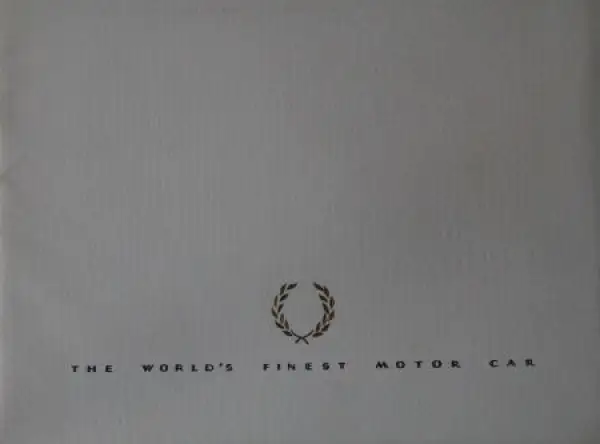 THE WORLD'S FINEST MOTOR CAR